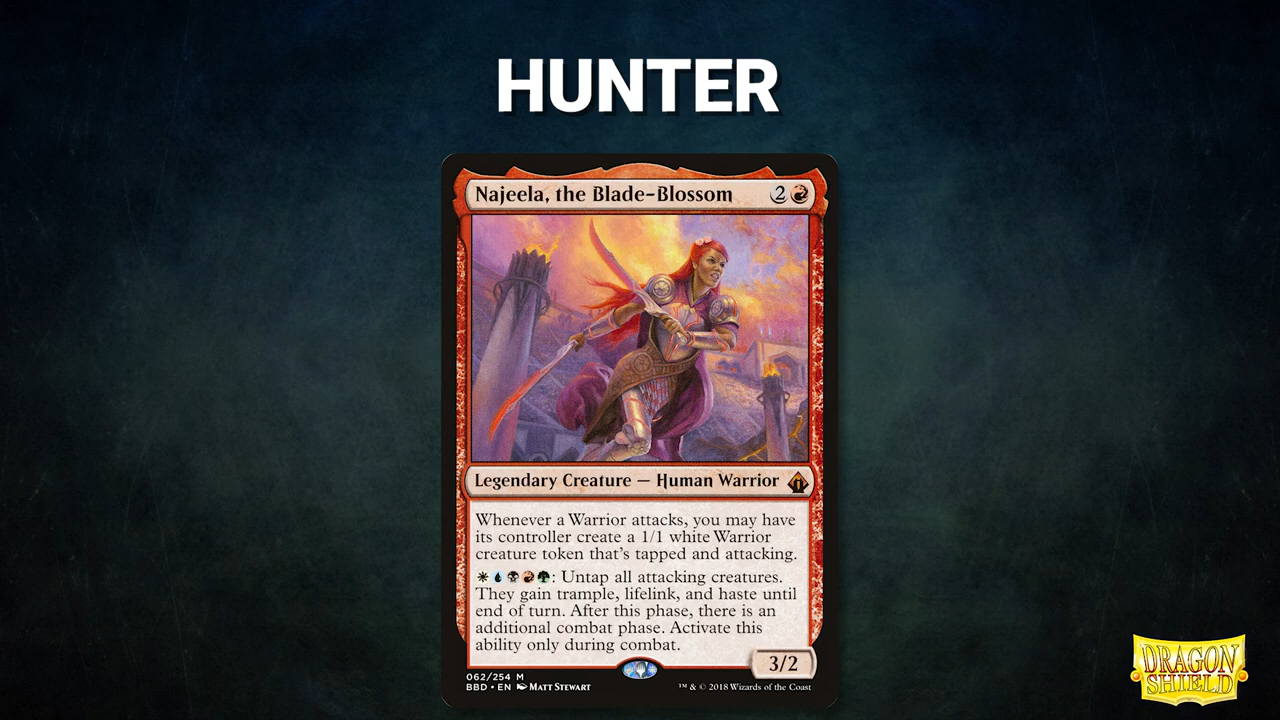 HUNTER
Najeela, the Blade-Blossom 2
Legendary Creature — Human Warrior
Whenever a Warrior attacks, you may have
its controller create a 1/1 white Warrior
creature token that's tapped and attacking.
: Untap all attacking creatures.
They gain trample, lifelink, and haste until
end of turn. After this phase, there is an
additional combat phase. Activate this
ability only during combat.
3/2
062/254 M
BBD • EN Matt Stewart
™ & © 2018 Wizards of the Coast
DRAGON
SHIELD